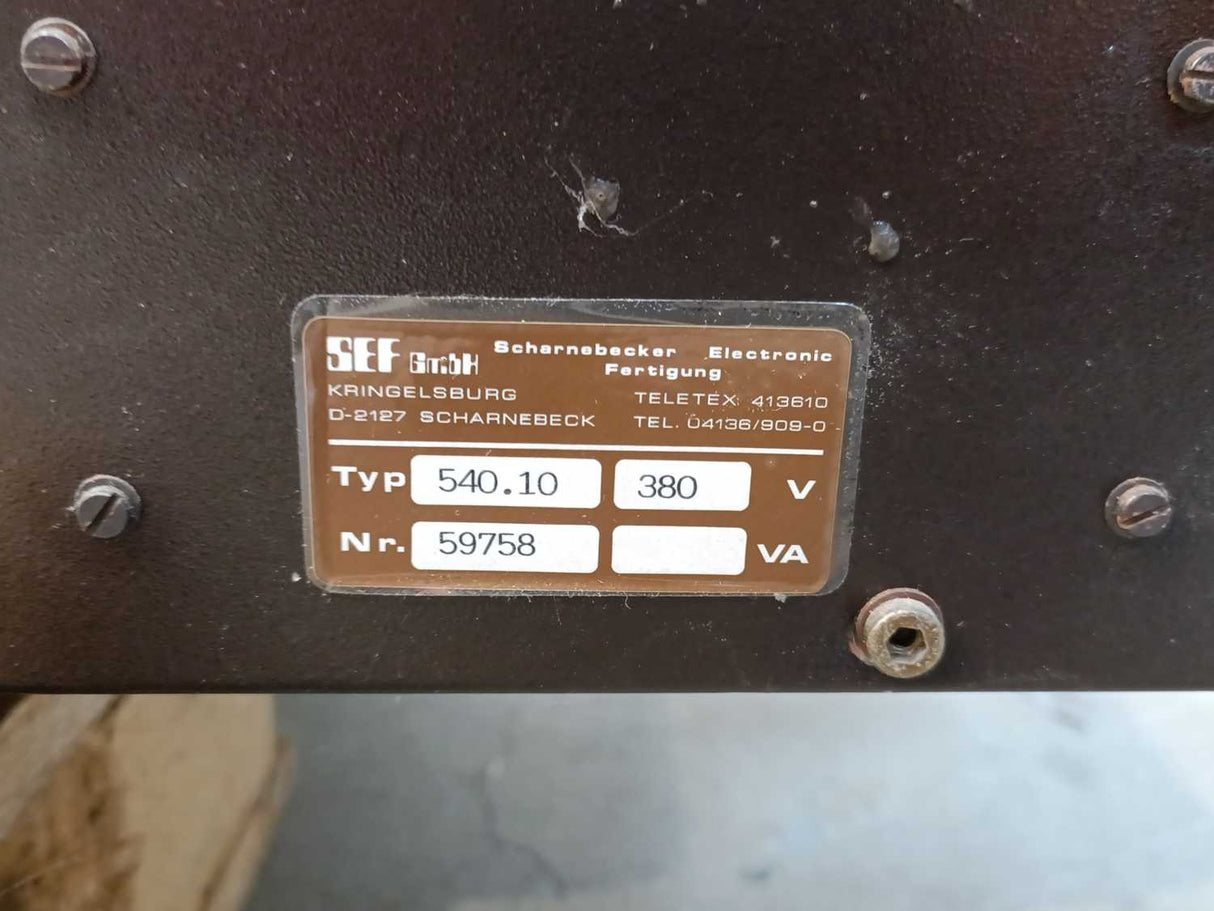 SEF GmbH Scharnebecker Electronic
Fertigung
KRINGELSBURG TELETEX 413610
D-2127 SCHARNEBECK TEL. 04136/909-0
Typ 540.10 380 V
Nr. 59758 VA